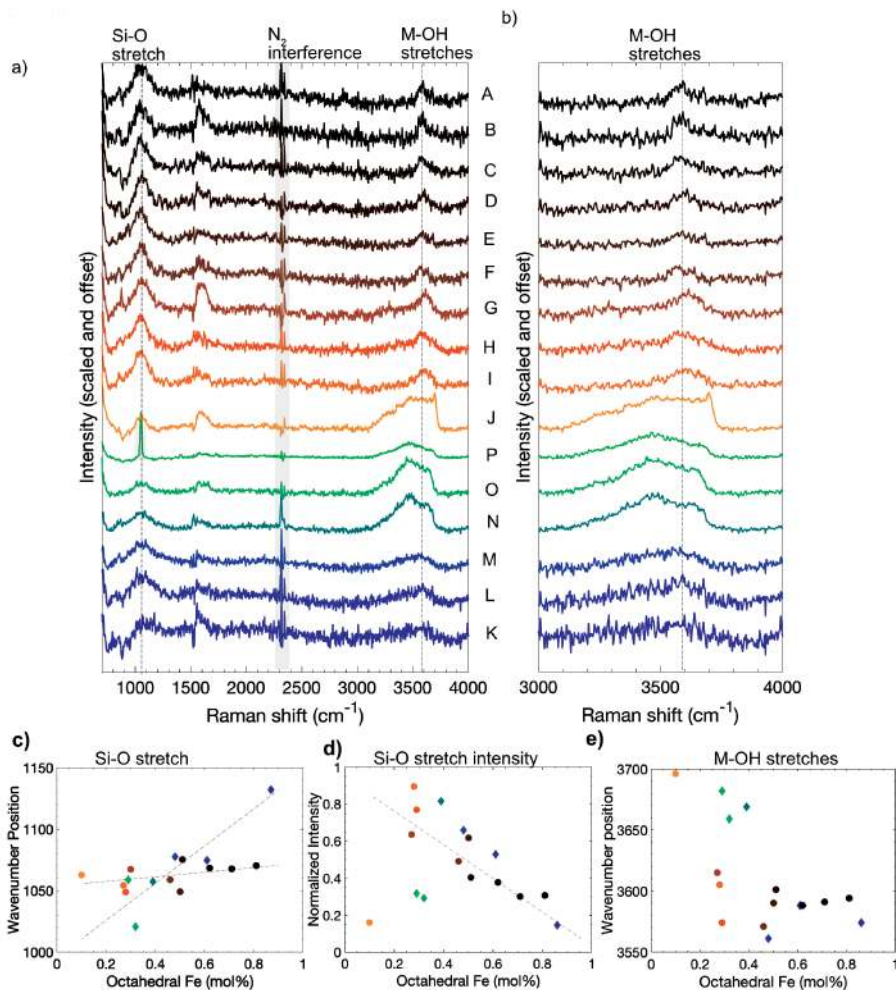 b)
Si-O
stretch
N2
interference
M-OH
stretches
M-OH
stretches
a)
A
B
C
D
E
F
G
H
I
J
P
O
N
M
L
K
Intensity (scaled and offset)
Intensity (scaled and offset)
1000 1500 2000 2500 3000 3500 4000
3000 3500 4000
Raman shift (cm-1)
Raman shift (cm-1)
c)
Si-O stretch
1150
1100
1050
1000
Wavenumber Position
0 0.2 0.4 0.6 0.8 1
Octahedral Fe (mol%)
d)
Si-O stretch intensity
1
0.8
0.6
0.4
0.2
0
Normalized Intensity
0 0.2 0.4 0.6 0.8 1
Octahedral Fe (mol%)
e)
M-OH stretches
3700
3650
3600
3550
Wavenumber Position
0 0.2 0.4 0.6 0.8 1
Octahedral Fe (mol%)